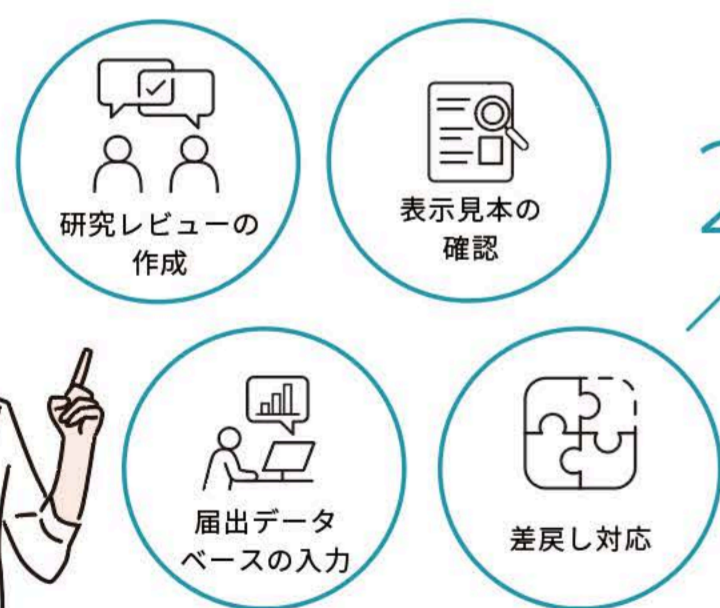 研究レビューの
作成
表示見本の
確認
届出データ
ベースの入力
差戻し対応